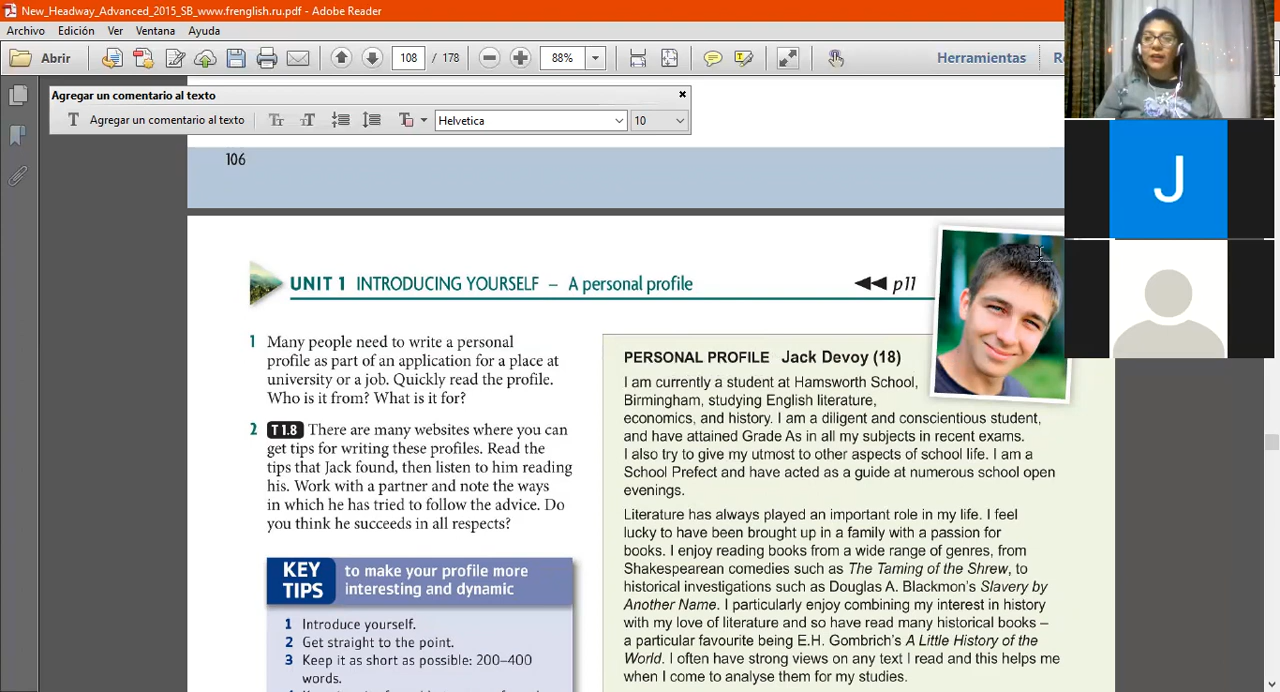 New_Headway_Advanced_2015_SB_www.frenglish.ru.pdf - Adobe Reader
Archivo Edición Ver Ventana Ayuda
Abrir
108 / 178
88%
Herramientas
Agregar un comentario al texto
T Agregar un comentario al texto
Helvetica
10
106
J
UNIT 1 INTRODUCING YOURSELF – A personal profile
◀◀ p11
1 Many people need to write a personal
profile as part of an application for a place at
university or a job. Quickly read the profile.
Who is it from? What is it for?
2 T 1.8 There are many websites where you can
get tips for writing these profiles. Read the
tips that Jack found, then listen to him reading
his. Work with a partner and note the ways
in which he has tried to follow the advice. Do
you think he succeeds in all respects?
KEY TIPS
to make your profile more
interesting and dynamic
1 Introduce yourself.
2 Get straight to the point.
3 Keep it as short as possible: 200–400
words.
PERSONAL PROFILE Jack Devoy (18)
I am currently a student at Hamsworth School,
Birmingham, studying English literature,
economics, and history. I am a diligent and conscientious student,
and have attained Grade As in all my subjects in recent exams.
I also try to give my utmost to other aspects of school life. I am a
School Prefect and have acted as a guide at numerous school open
evenings.
Literature has always played an important role in my life. I feel
lucky to have been brought up in a family with a passion for
books. I enjoy reading books from a wide range of genres, from
Shakespearean comedies such as The Taming of the Shrew, to
historical investigations such as Douglas A. Blackmon's Slavery by
Another Name. I particularly enjoy combining my interest in history
with my love of literature and so have read many historical books –
a particular favourite being E.H. Gombrich's A Little History of the
World. I often have strong views on any text I read and this helps me
when I come to analyse them for my studies.